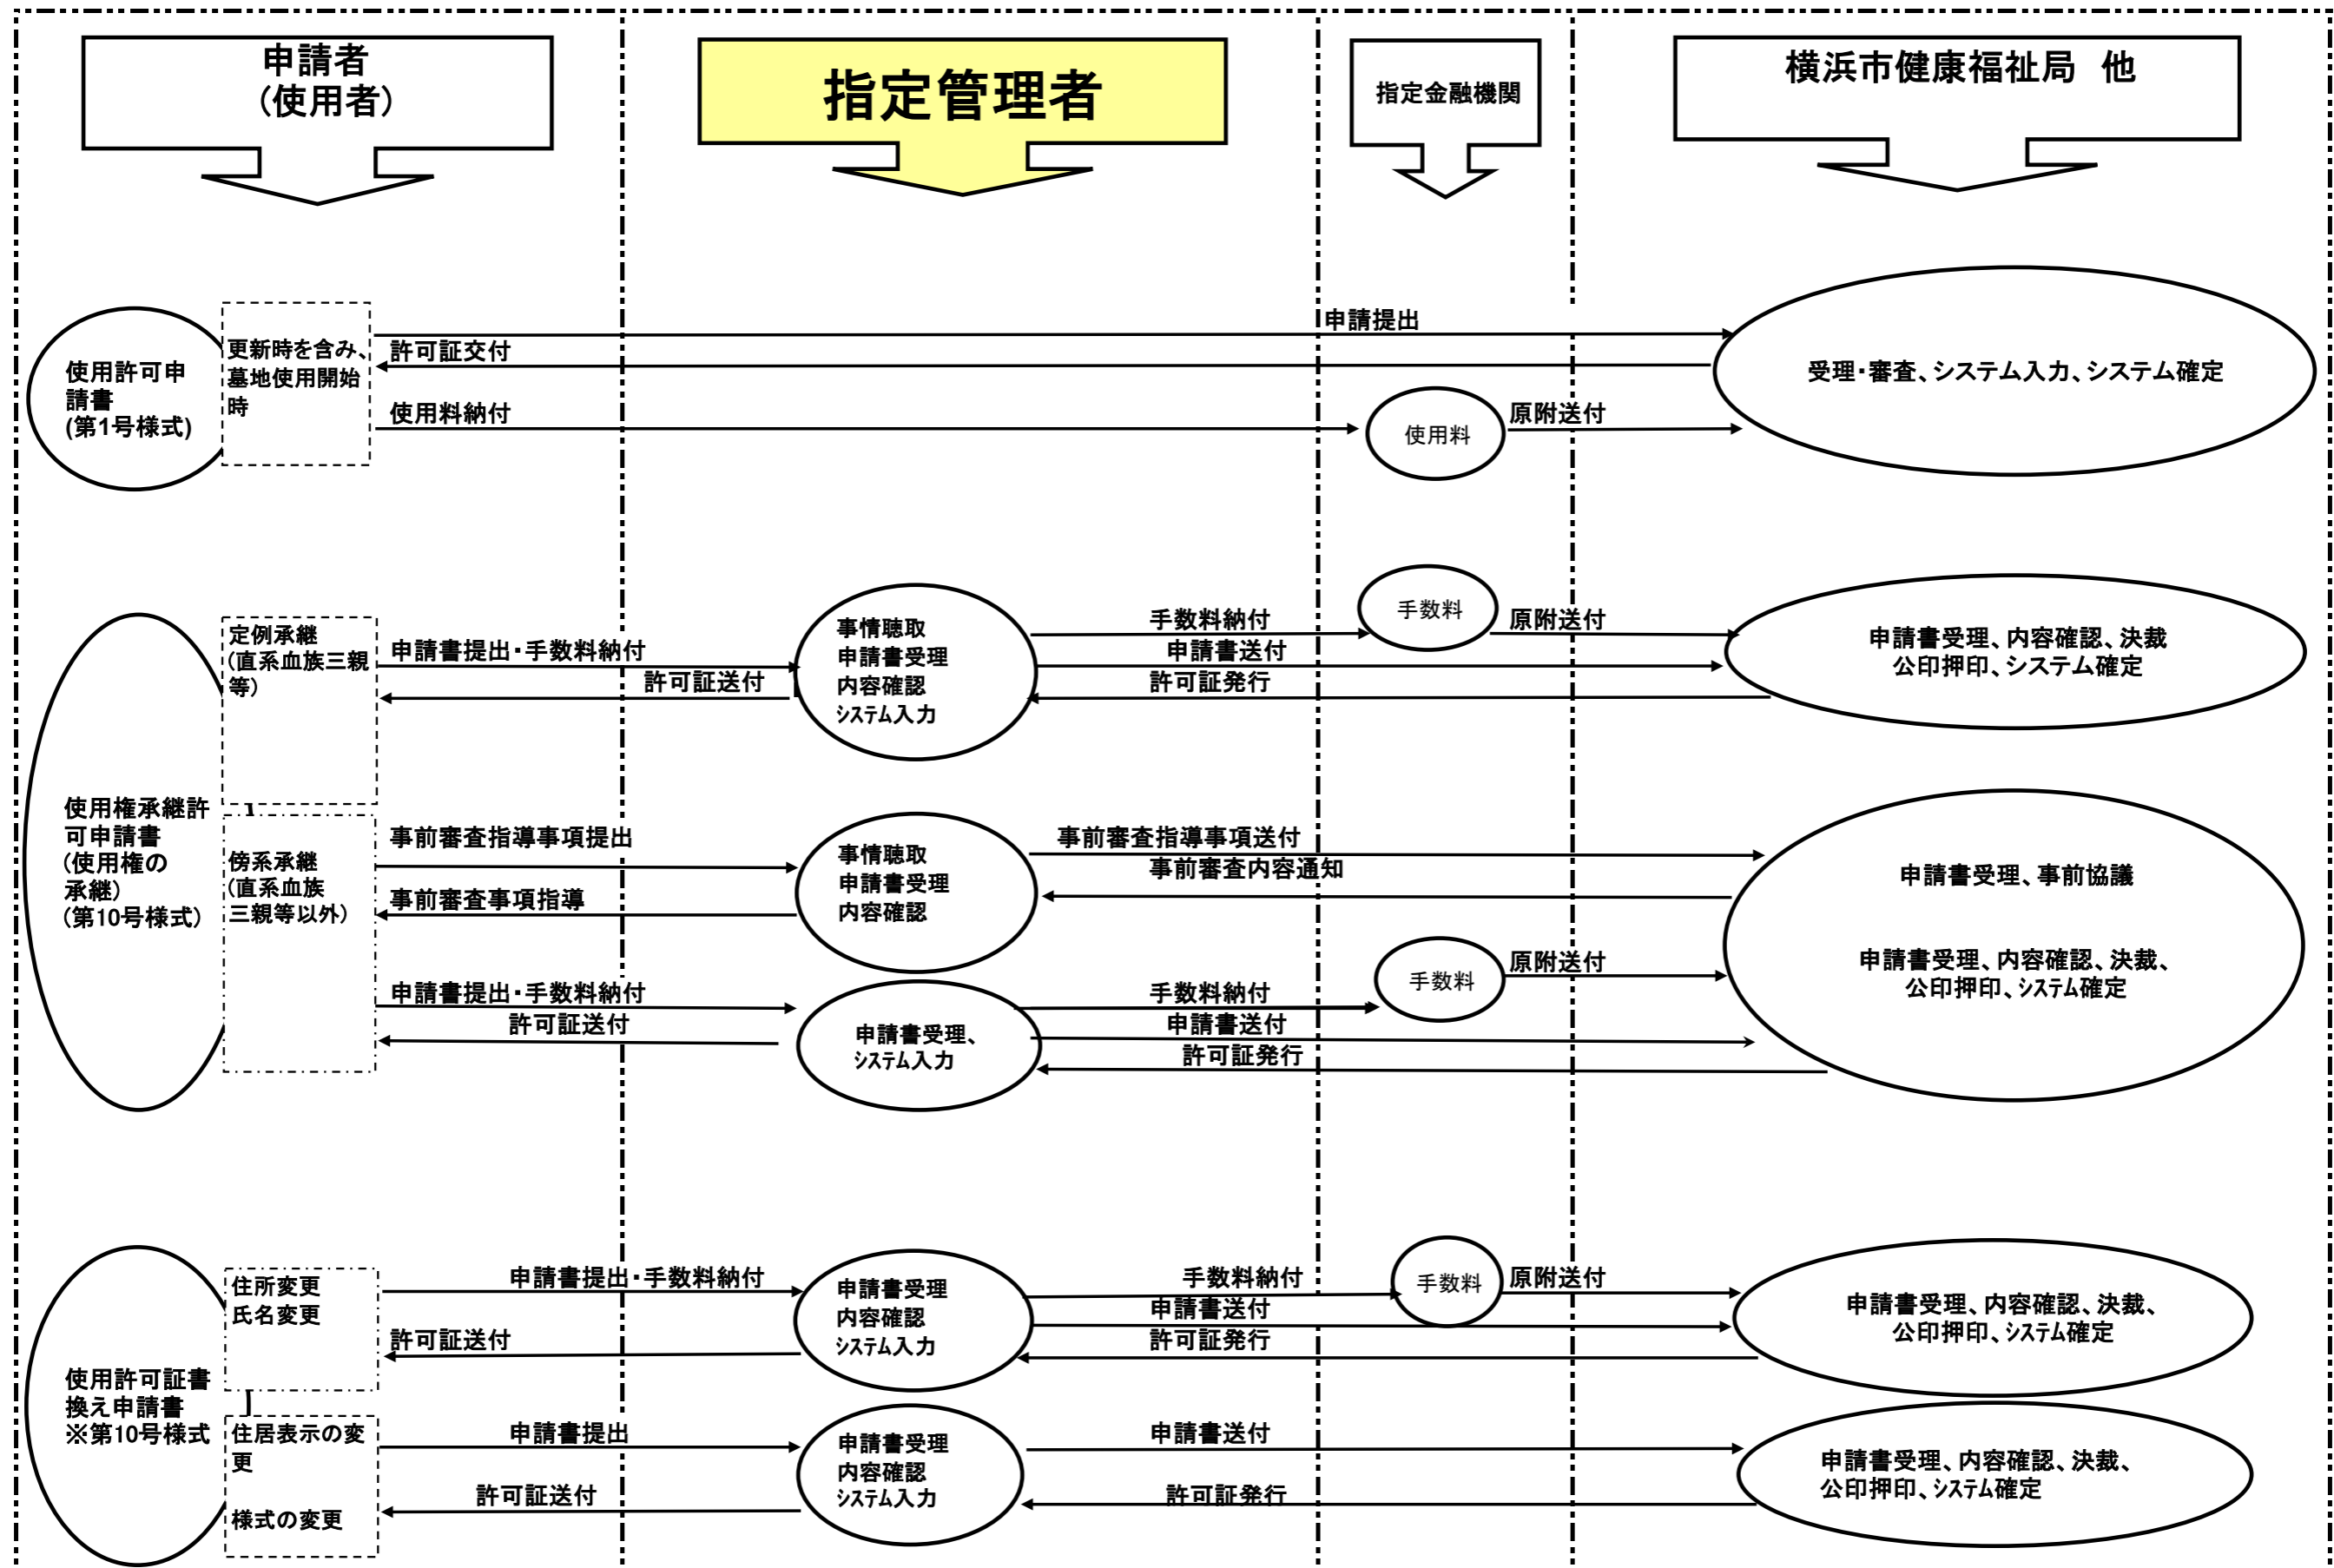 申請者
（使用者）
指定管理者
指定金融機関
横浜市健康福祉局　他
使用許可申
請書
(第1号様式)
更新時を含み、
墓地使用開始
時
申請提出
許可証交付
使用料納付
使用料
原附送付
受理・審査、システム入力、システム確定
使用権承継許
可申請書
（使用権の
承継）
（第10号様式）
定例承継
（直系血族三親
等）
申請書提出・手数料納付
許可証送付
事情聴取
申請書受理
内容確認
ｼｽﾃﾑ入力
手数料納付
申請書送付
許可証発行
手数料
原附送付
申請書受理、内容確認、決裁
公印押印、システム確定
傍系承継
（直系血族
三親等以外）
事前審査指導事項提出
事前審査事項指導
事情聴取
申請書受理
内容確認
事前審査指導事項送付
事前審査内容通知
申請書受理、事前協議
申請書提出・手数料納付
許可証送付
申請書受理、
ｼｽﾃﾑ入力
手数料納付
申請書送付
許可証発行
手数料
原附送付
申請書受理、内容確認、決裁、
公印押印、ｼｽﾃﾑ確定
使用許可証書
換え申請書
※第10号様式
住所変更
氏名変更
申請書提出・手数料納付
許可証送付
申請書受理
内容確認
ｼｽﾃﾑ入力
手数料納付
申請書送付
許可証発行
手数料
原附送付
申請書受理、内容確認、決裁、
公印押印、ｼｽﾃﾑ確定
住居表示の変
更
様式の変更
申請書提出
許可証送付
申請書受理
内容確認
ｼｽﾃﾑ入力
申請書送付
許可証発行
申請書受理、内容確認、決裁、
公印押印、ｼｽﾃﾑ確定